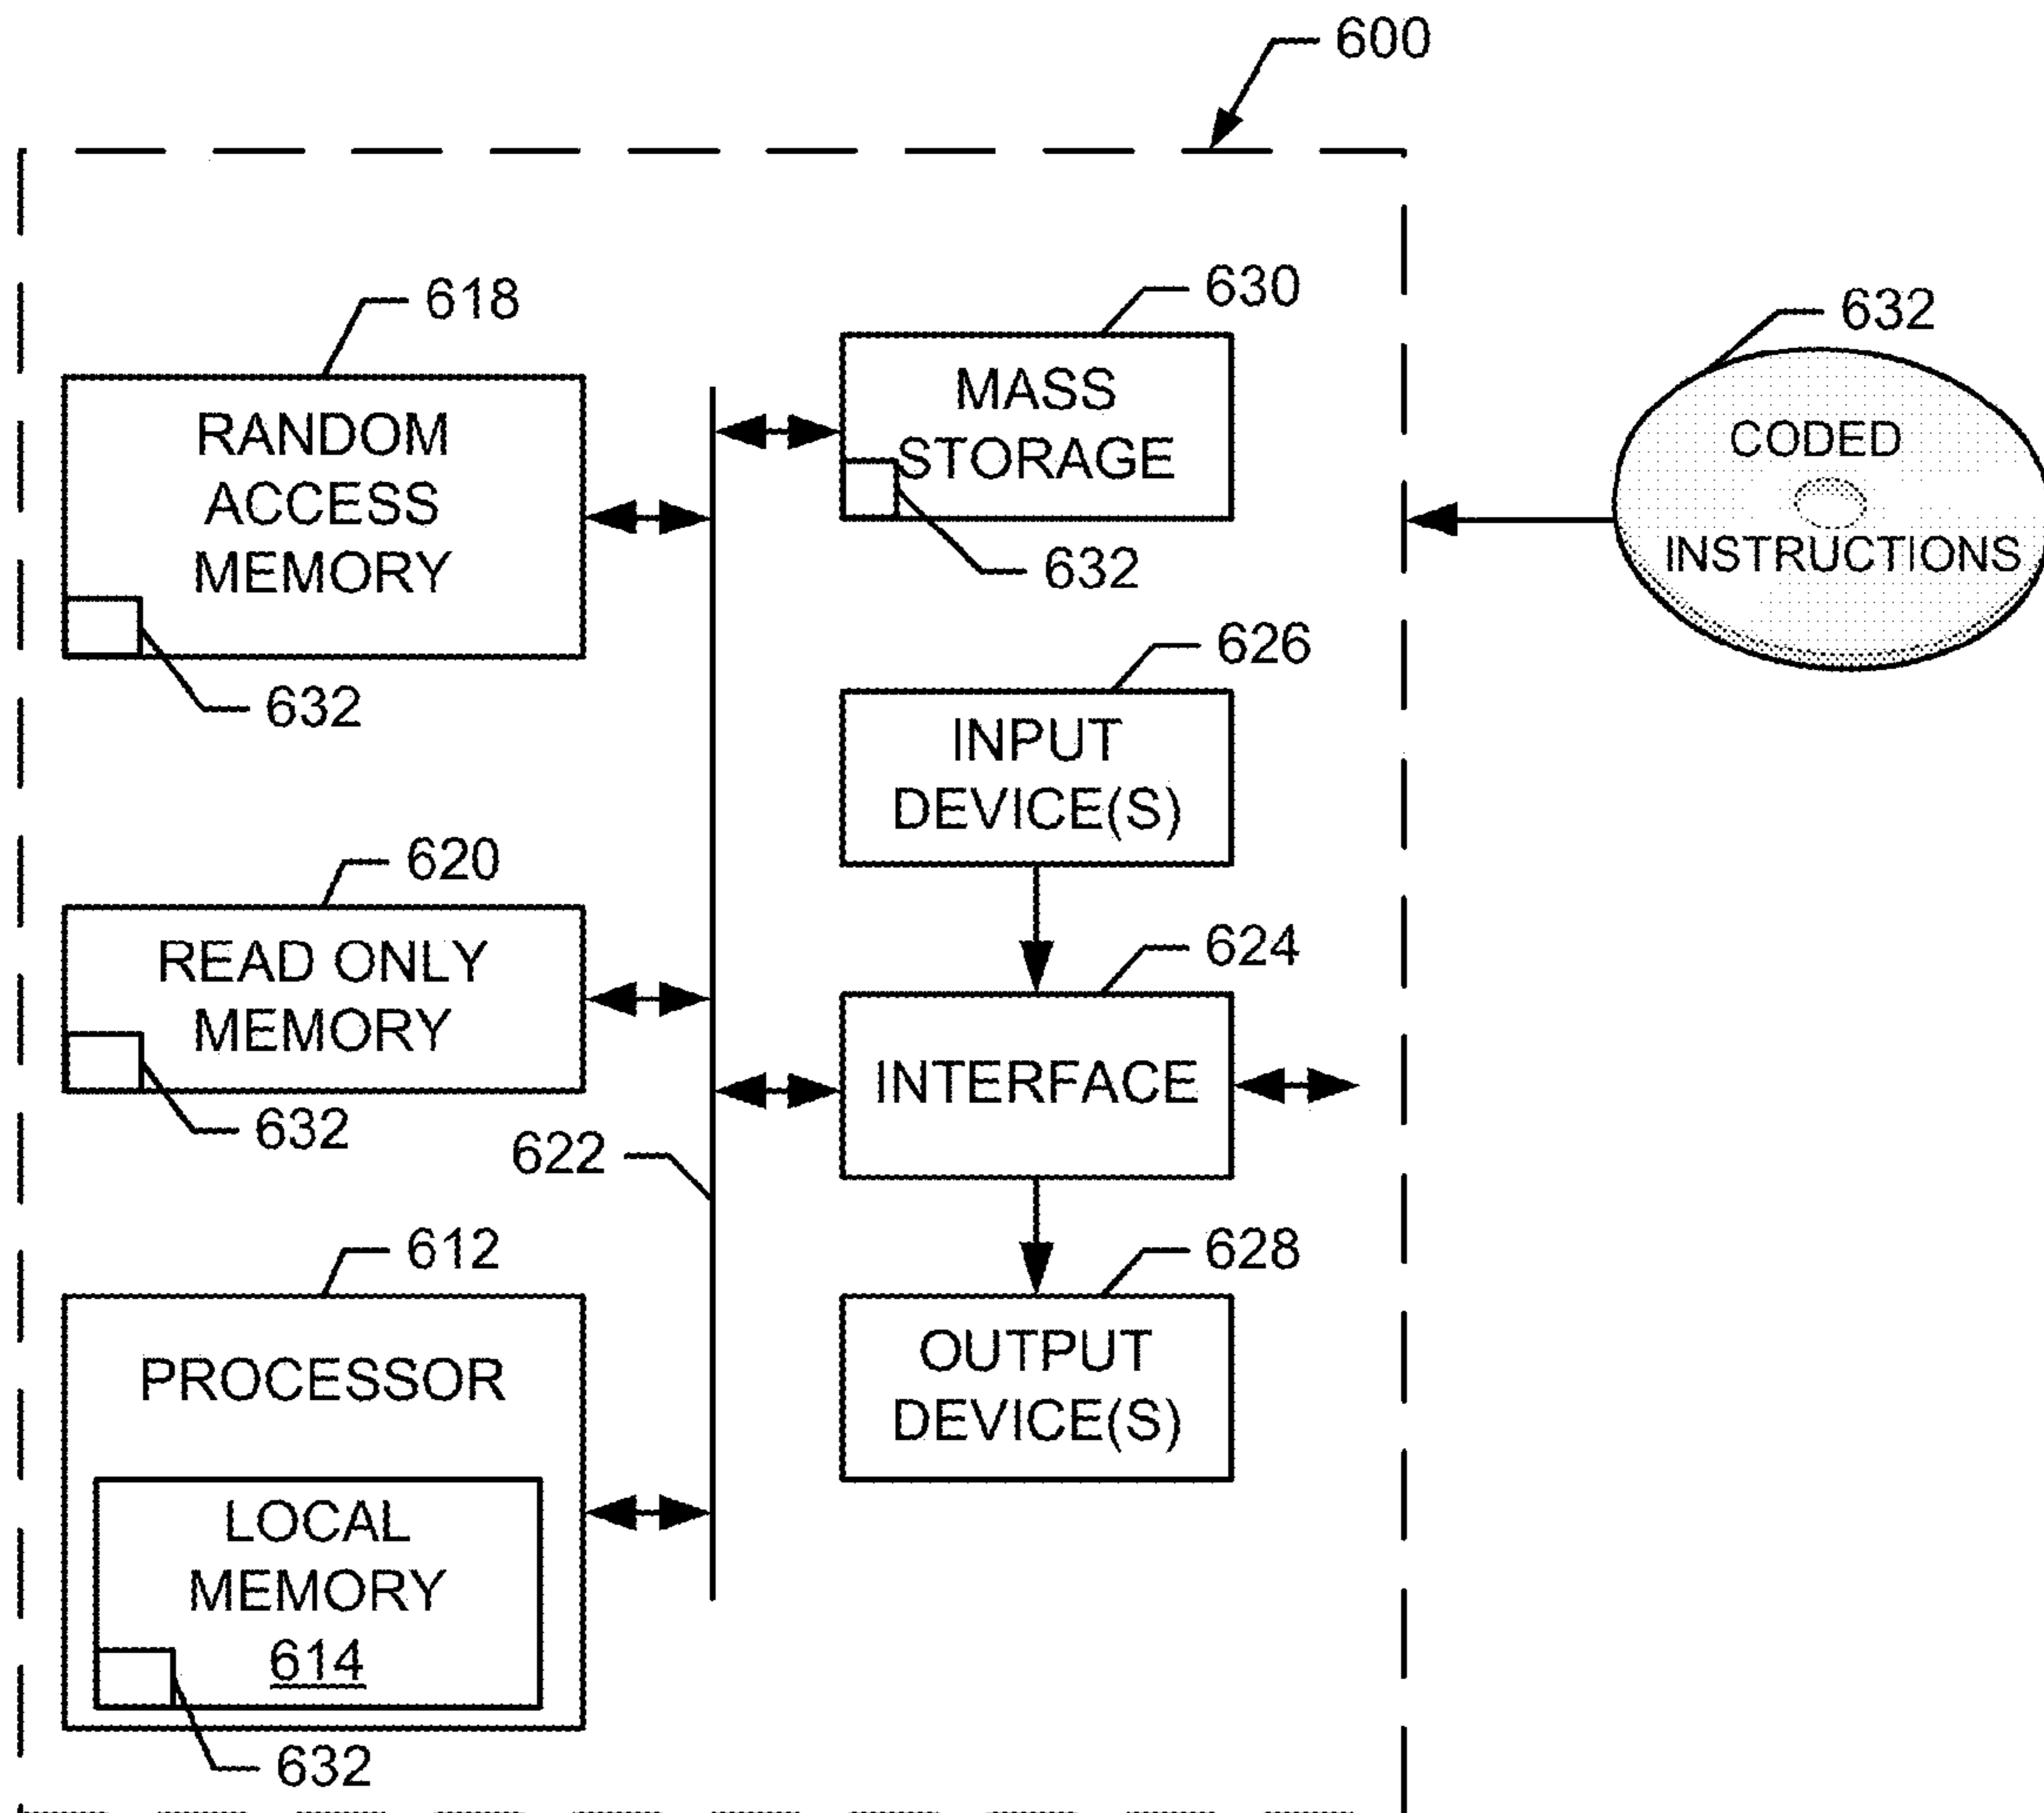 600
618
RANDOM
ACCESS
MEMORY
632
630
MASS
STORAGE
632
632
CODED
INSTRUCTIONS
626
INPUT
DEVICE(S)
620
READ ONLY
MEMORY
632
624
INTERFACE
622
612
PROCESSOR
LOCAL
MEMORY
614
632
628
OUTPUT
DEVICE(S)